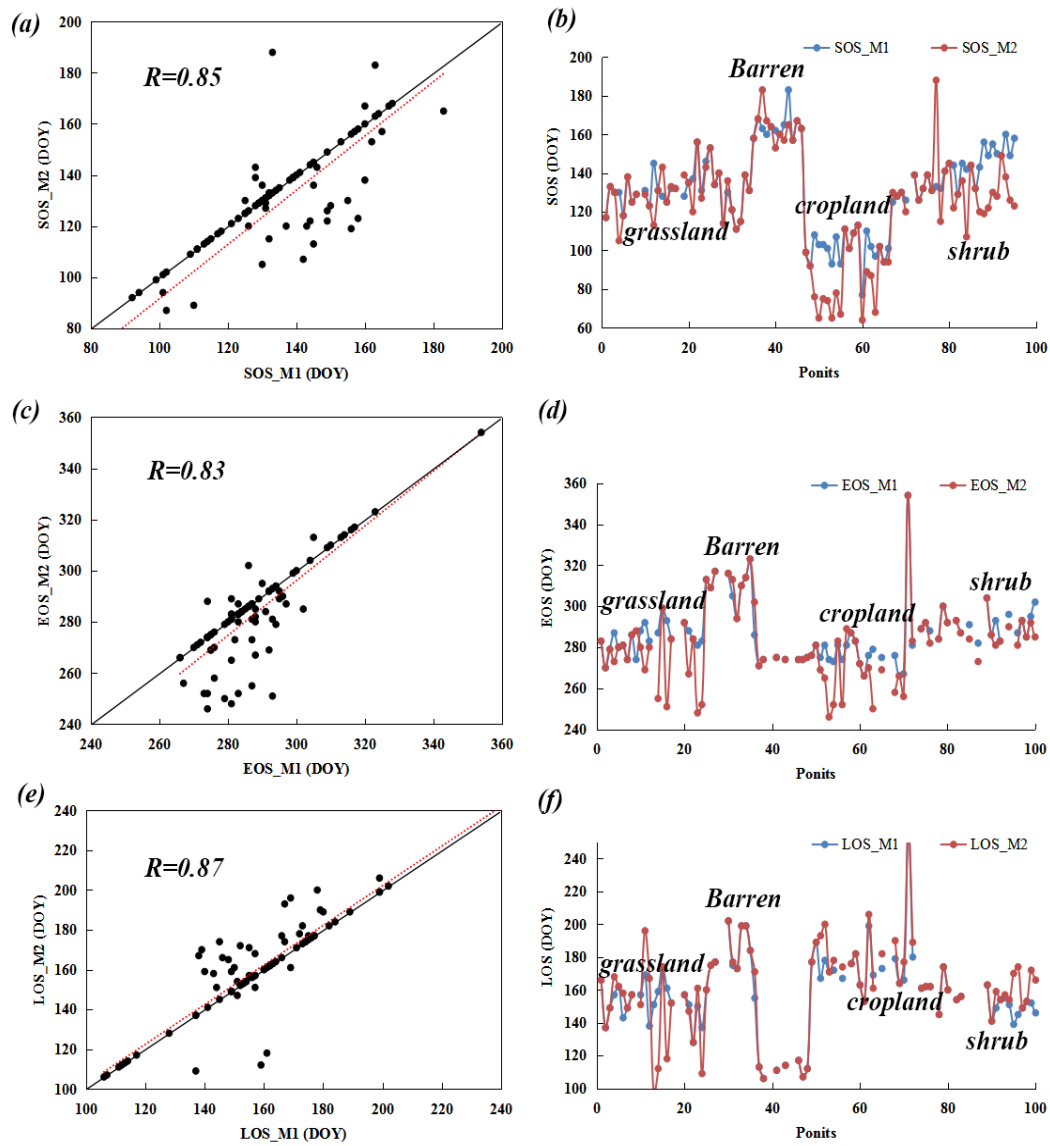 (a)
200
180
160
140
120
100
80
80 100 120 140 160 180 200
SOS_M2 (DOY)
SOS_M1 (DOY)
R=0.85
(b)
SOS_M1 SOS_M2
200
180
160
140
120
100
80
60
0 20 40 60 80 100
SOS (DOY)
Ponits
Barren
grassland
cropland
shrub
(c)
360
340
320
300
280
260
240
240 260 280 300 320 340 360
EOS_M2 (DOY)
EOS_M1 (DOY)
R=0.83
(d)
EOS_M1 EOS_M2
360
340
320
300
280
260
240
0 20 40 60 80 100
EOS (DOY)
Ponits
grassland
Barren
cropland
shrub
(e)
240
220
200
180
160
140
120
100
100 120 140 160 180 200 220 240
LOS_M2 (DOY)
LOS_M1 (DOY)
R=0.87
(f)
LOS_M1 LOS_M2
240
220
200
180
160
140
120
100
0 20 40 60 80 100
LOS (DOY)
Ponits
grassland
Barren
cropland
shrub